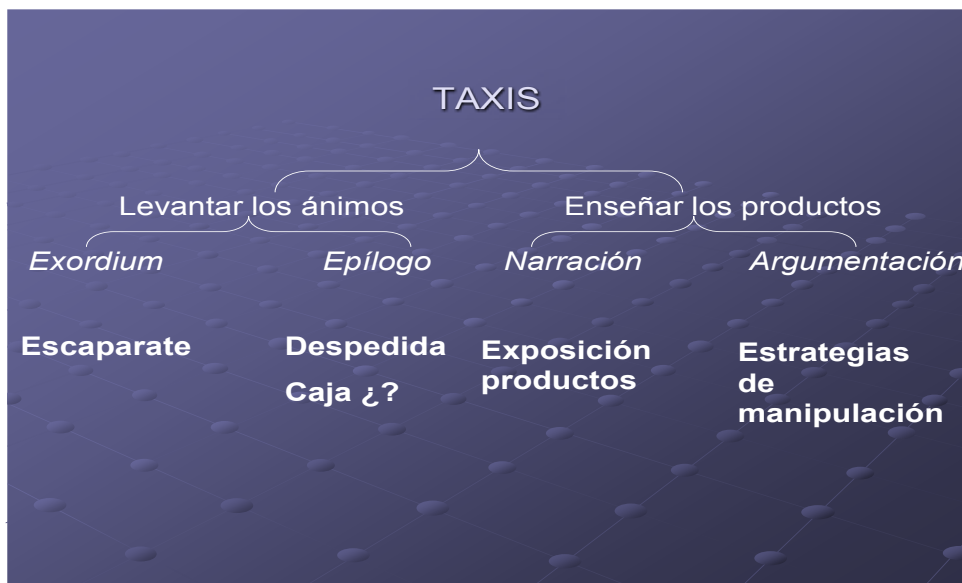 TAXIS
Levantar los ánimos
Enseñar los productos
Exordium
Epílogo
Narración
Argumentación
Escaparate
Despedida
Caja ¿?
Exposición
productos
Estrategias
de
manipulación